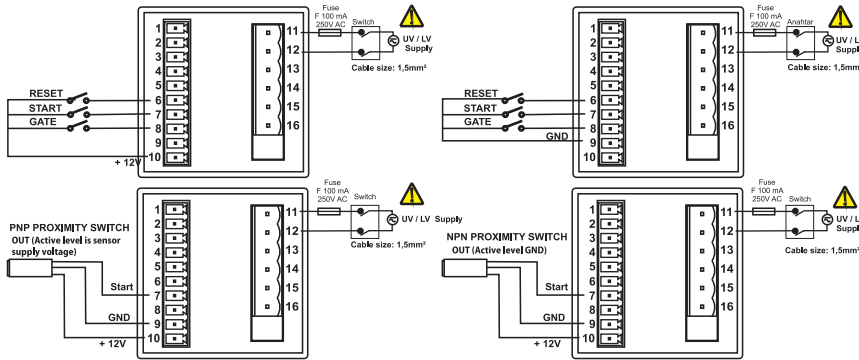 Fuse
F 100 mA
250V AC
Switch
UV / LV
Supply
Cable size: 1,5mm²
1
2
3
4
5
6
7
8
9
10
11
12
13
14
15
16
RESET
START
GATE
+ 12V
Fuse
F 100 mA
250V AC
Anahtar
UV / L
Suppl
Cable size: 1,5mm
1
2
3
4
5
6
7
8
9
10
11
12
13
14
15
16
RESET
START
GATE
GND
Fuse
F 100 mA
250V AC
Switch
UV / LV Supply
Cable size: 1,5mm²
1
2
3
4
5
6
7
8
9
10
11
12
13
14
15
16
PNP PROXIMITY SWITCH
OUT (Active level is sensor
supply voltage)
Start
GND
+ 12V
Fuse
F 100 mA
250V AC
Switch
UV / L
Suppl
Cable size: 1,5mm
1
2
3
4
5
6
7
8
9
10
11
12
13
14
15
16
NPN PROXIMITY SWITCH
OUT (Active level GND)
Start
GND
+ 12V